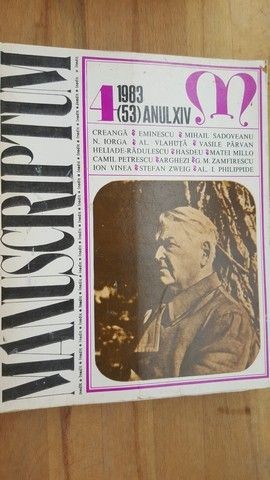 MANUSCRIPTUM
4 1983
(53) ANUL XIV
CREANGĂ EMINESCU MIHAIL SADOVEANU
N. IORGA AL. VLAHUȚĂ VASILE PÂRVAN
HELIADE-RĂDULESCU HASDEU MATEI MILLO
CAMIL PETRESCU ARGHEZI G. M. ZAMFIRESCU
ION VINEA STEFAN ZWEIG AL. I. PHILIPPIDE